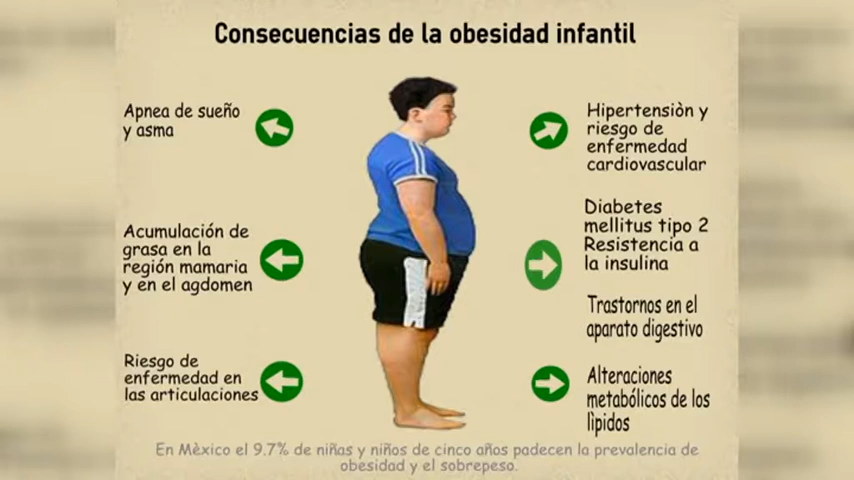 Consecuencias de la obesidad infantil
Apnea de sueño
y asma
Acumulación de
grasa en la
región mamaria
y en el agdomen
Riesgo de
enfermedad en
las articulaciones
Hipertensiòn y
riesgo de
enfermedad
cardiovascular
Diabetes
mellitus tipo 2
Resistencia a
la insulina
Trastornos en el
aparato digestivo
Alteraciones
metabólicos de los
lìpidos
En Mèxico el 9.7% de niñas y niños de cinco años padecen la prevalencia de
obesidad y el sobrepeso.